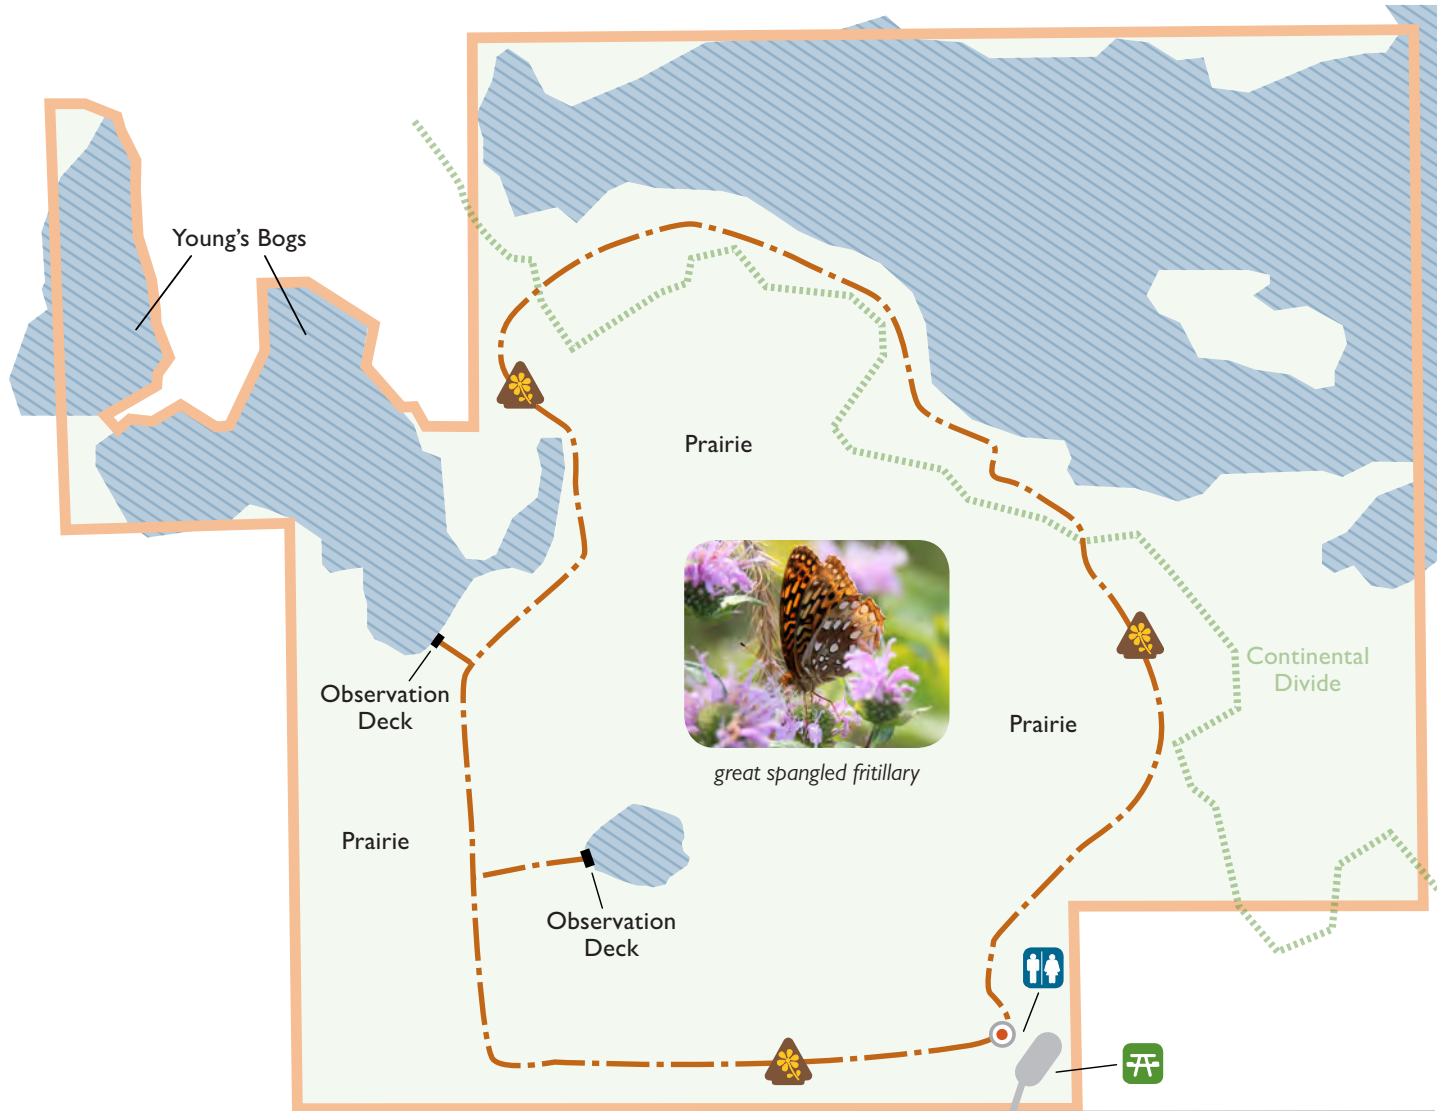 Young's Bogs
Prairie
Continental
Divide
Observation
Deck
Prairie
great spangled fritillary
Prairie
Observation
Deck